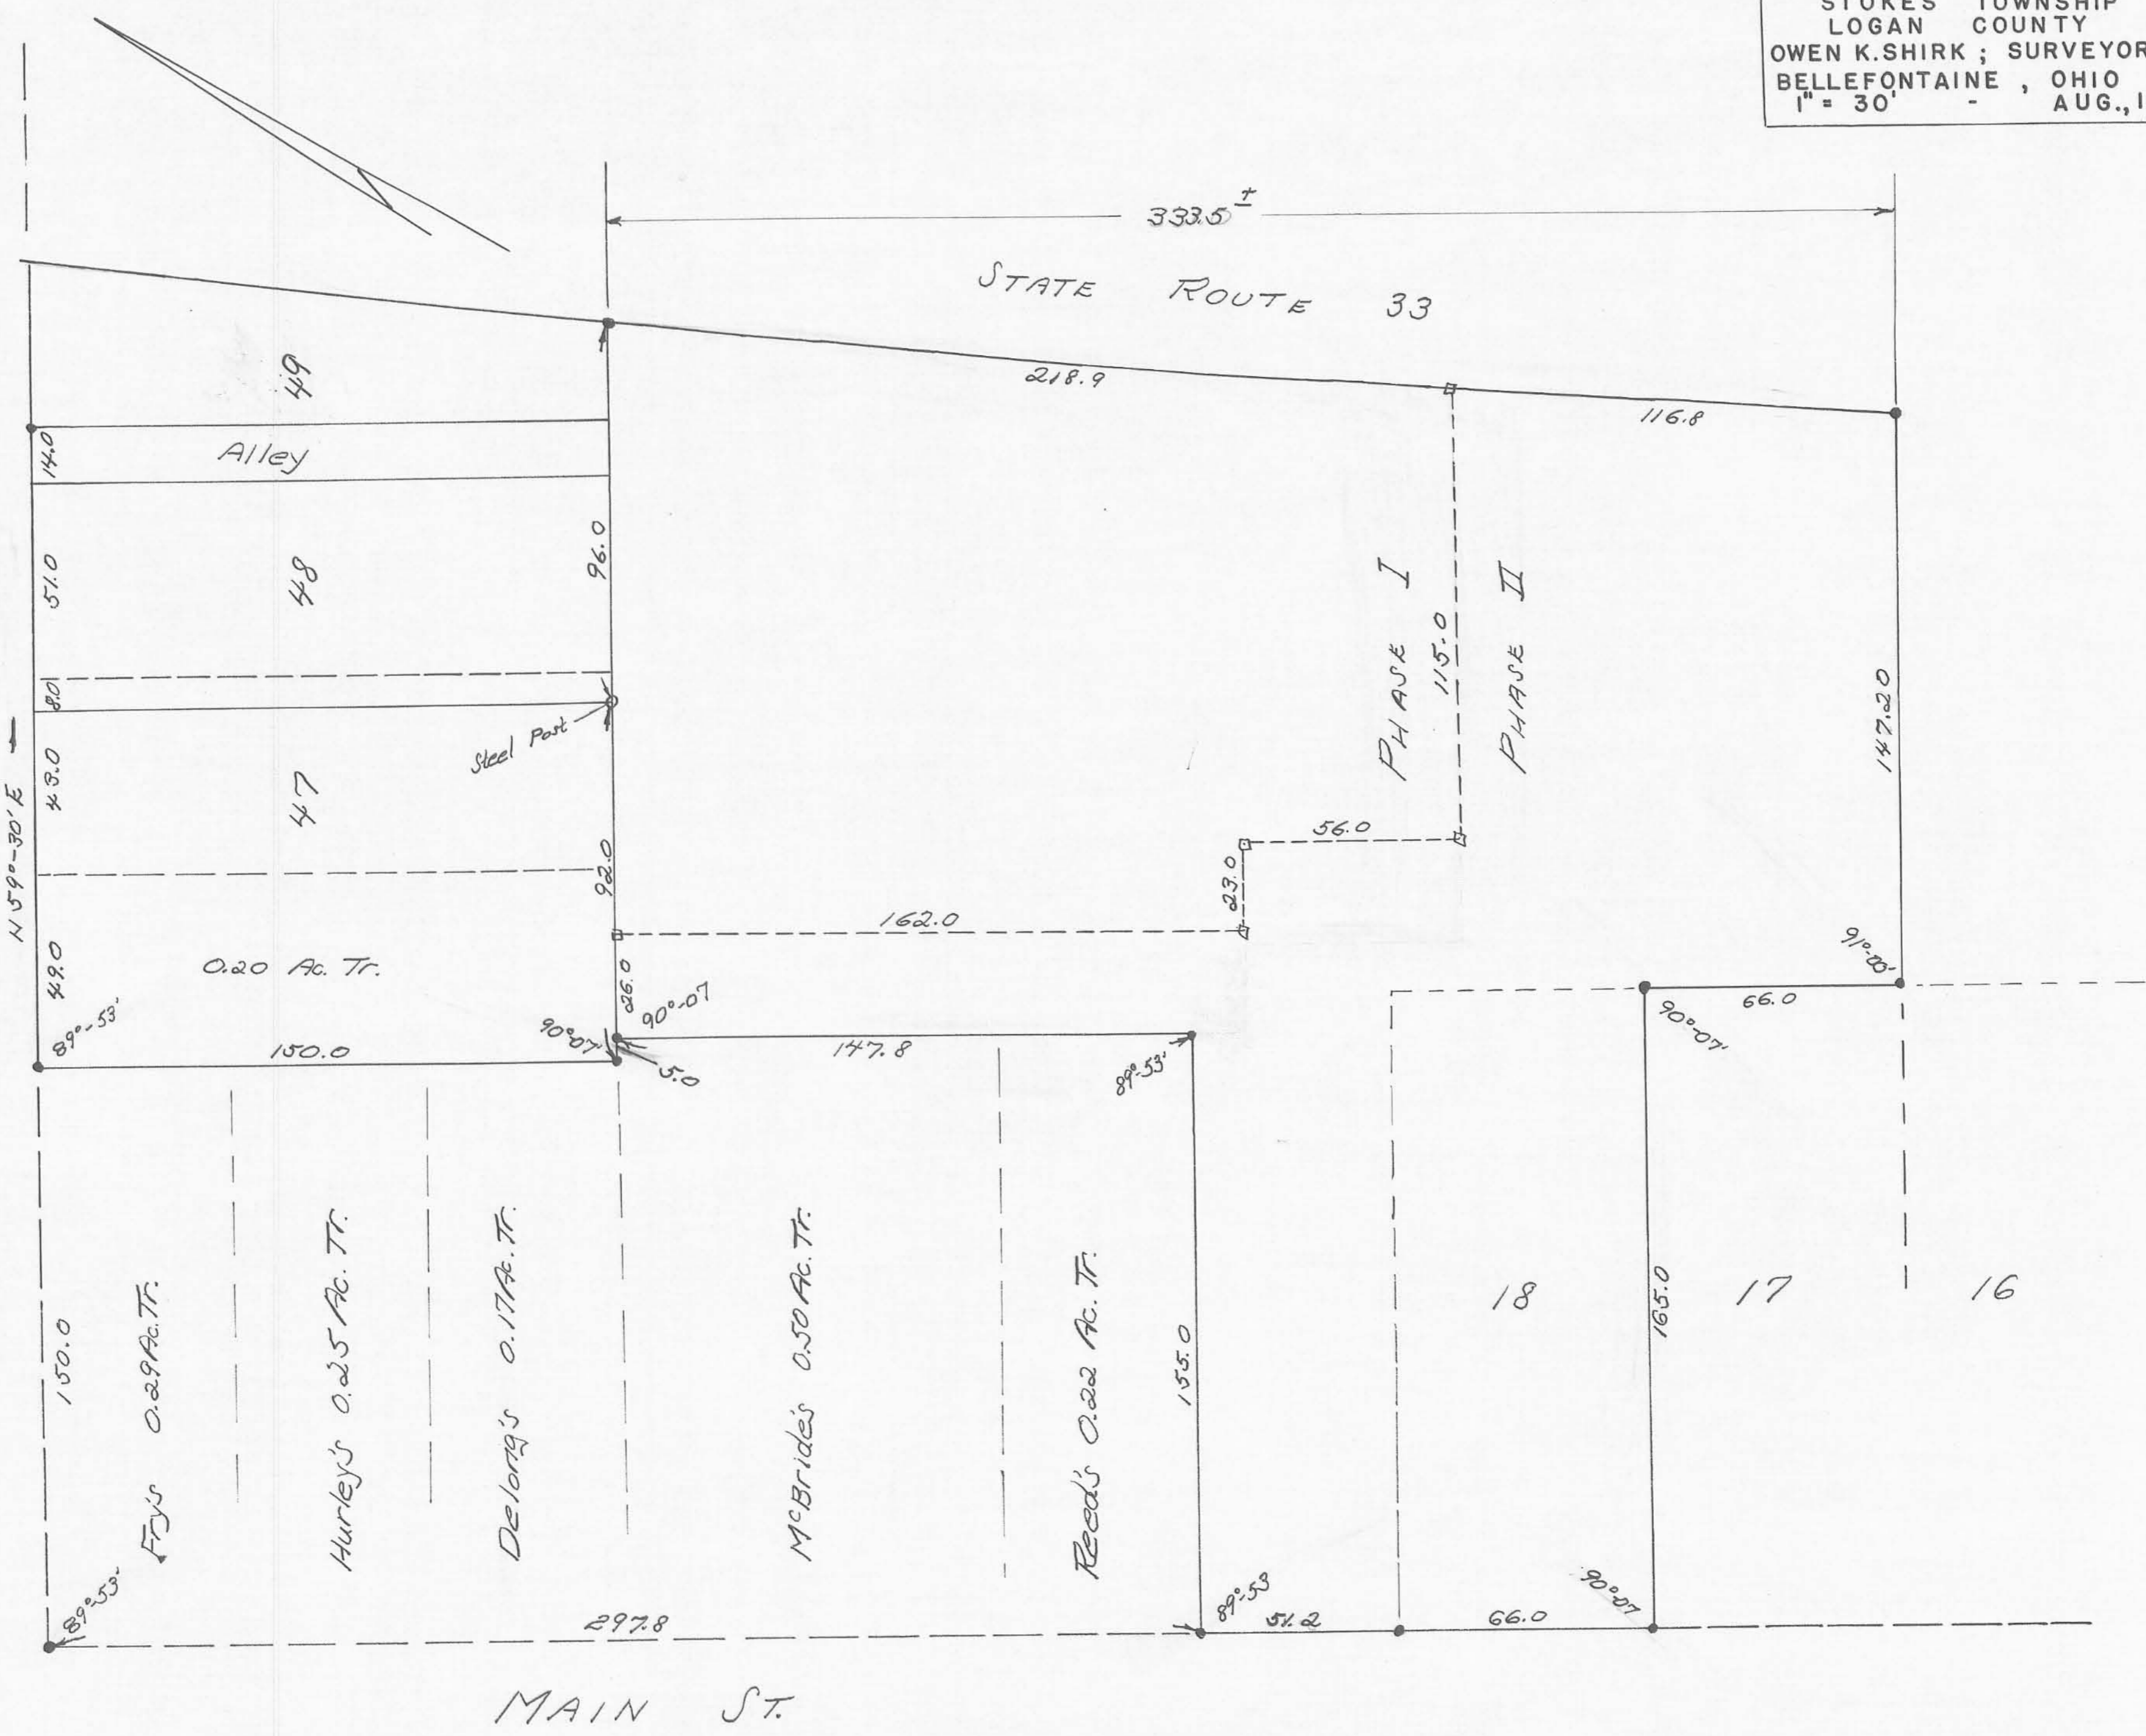 STOKES TOWNSHIP
LOGAN COUNTY
OWEN K.SHIRK ; SURVEYOR
BELLEFONTAINE , OHIO
1" = 30' - AUG.,
333.5 ±
STATE ROUTE 33
218.9
116.8
49
14.0
Alley
51.0
48
96.0
8.0
Steel Post
N 59°-30' E
43.0
47
92.0
PHASE I
115.0
PHASE II
147.20
56.0
23.0
162.0
49.0
0.20 Ac. Tr.
26.0
90°-07
91°-00'
66.0
90°-07'
89°-53'
150.0
90°-07'
5.0
147.8
89°-53'
150.0
Fry's 0.29 Ac. Tr.
Hurley's 0.25 Ac. Tr.
Delong's 0.17 Ac. Tr.
McBride's 0.50 Ac. Tr.
Reed's 0.22 Ac. Tr.
155.0
18
165.0
17
16
89°-53'
297.8
89°-53
51.2
66.0
90°-07
MAIN ST.